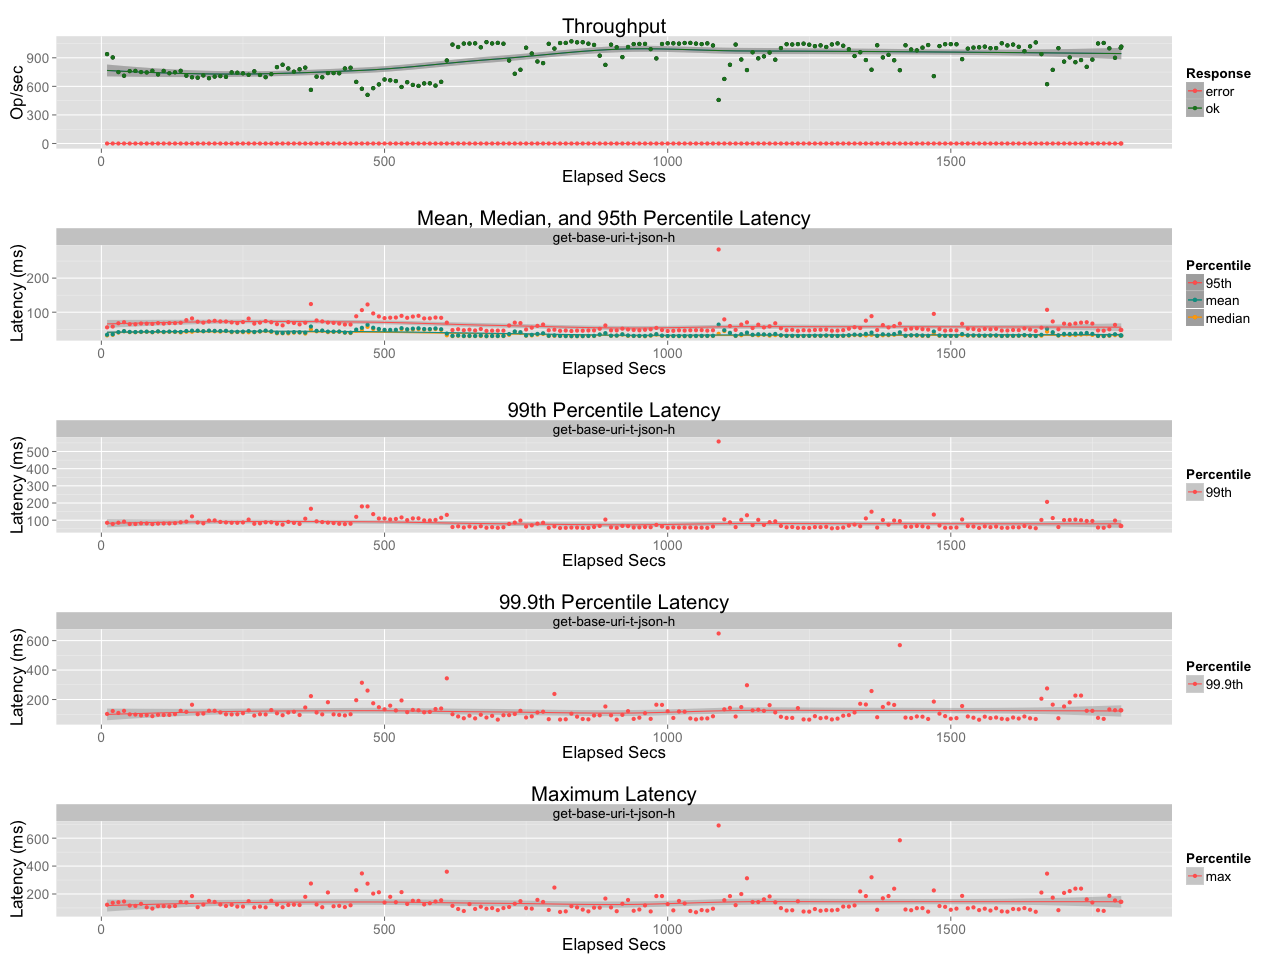 Throughput
Op/sec
900
600
300
0
0 500 1000 1500
Elapsed Secs
Response
error
ok
Mean, Median, and 95th Percentile Latency
get-base-uri-t-json-h
Latency (ms)
200
100
0 500 1000 1500
Elapsed Secs
Percentile
95th
mean
median
99th Percentile Latency
get-base-uri-t-json-h
Latency (ms)
500
400
300
200
100
0 500 1000 1500
Elapsed Secs
Percentile
99th
99.9th Percentile Latency
get-base-uri-t-json-h
Latency (ms)
600
400
200
0 500 1000 1500
Elapsed Secs
Percentile
99.9th
Maximum Latency
get-base-uri-t-json-h
Latency (ms)
600
400
200
0 500 1000 1500
Elapsed Secs
Percentile
max